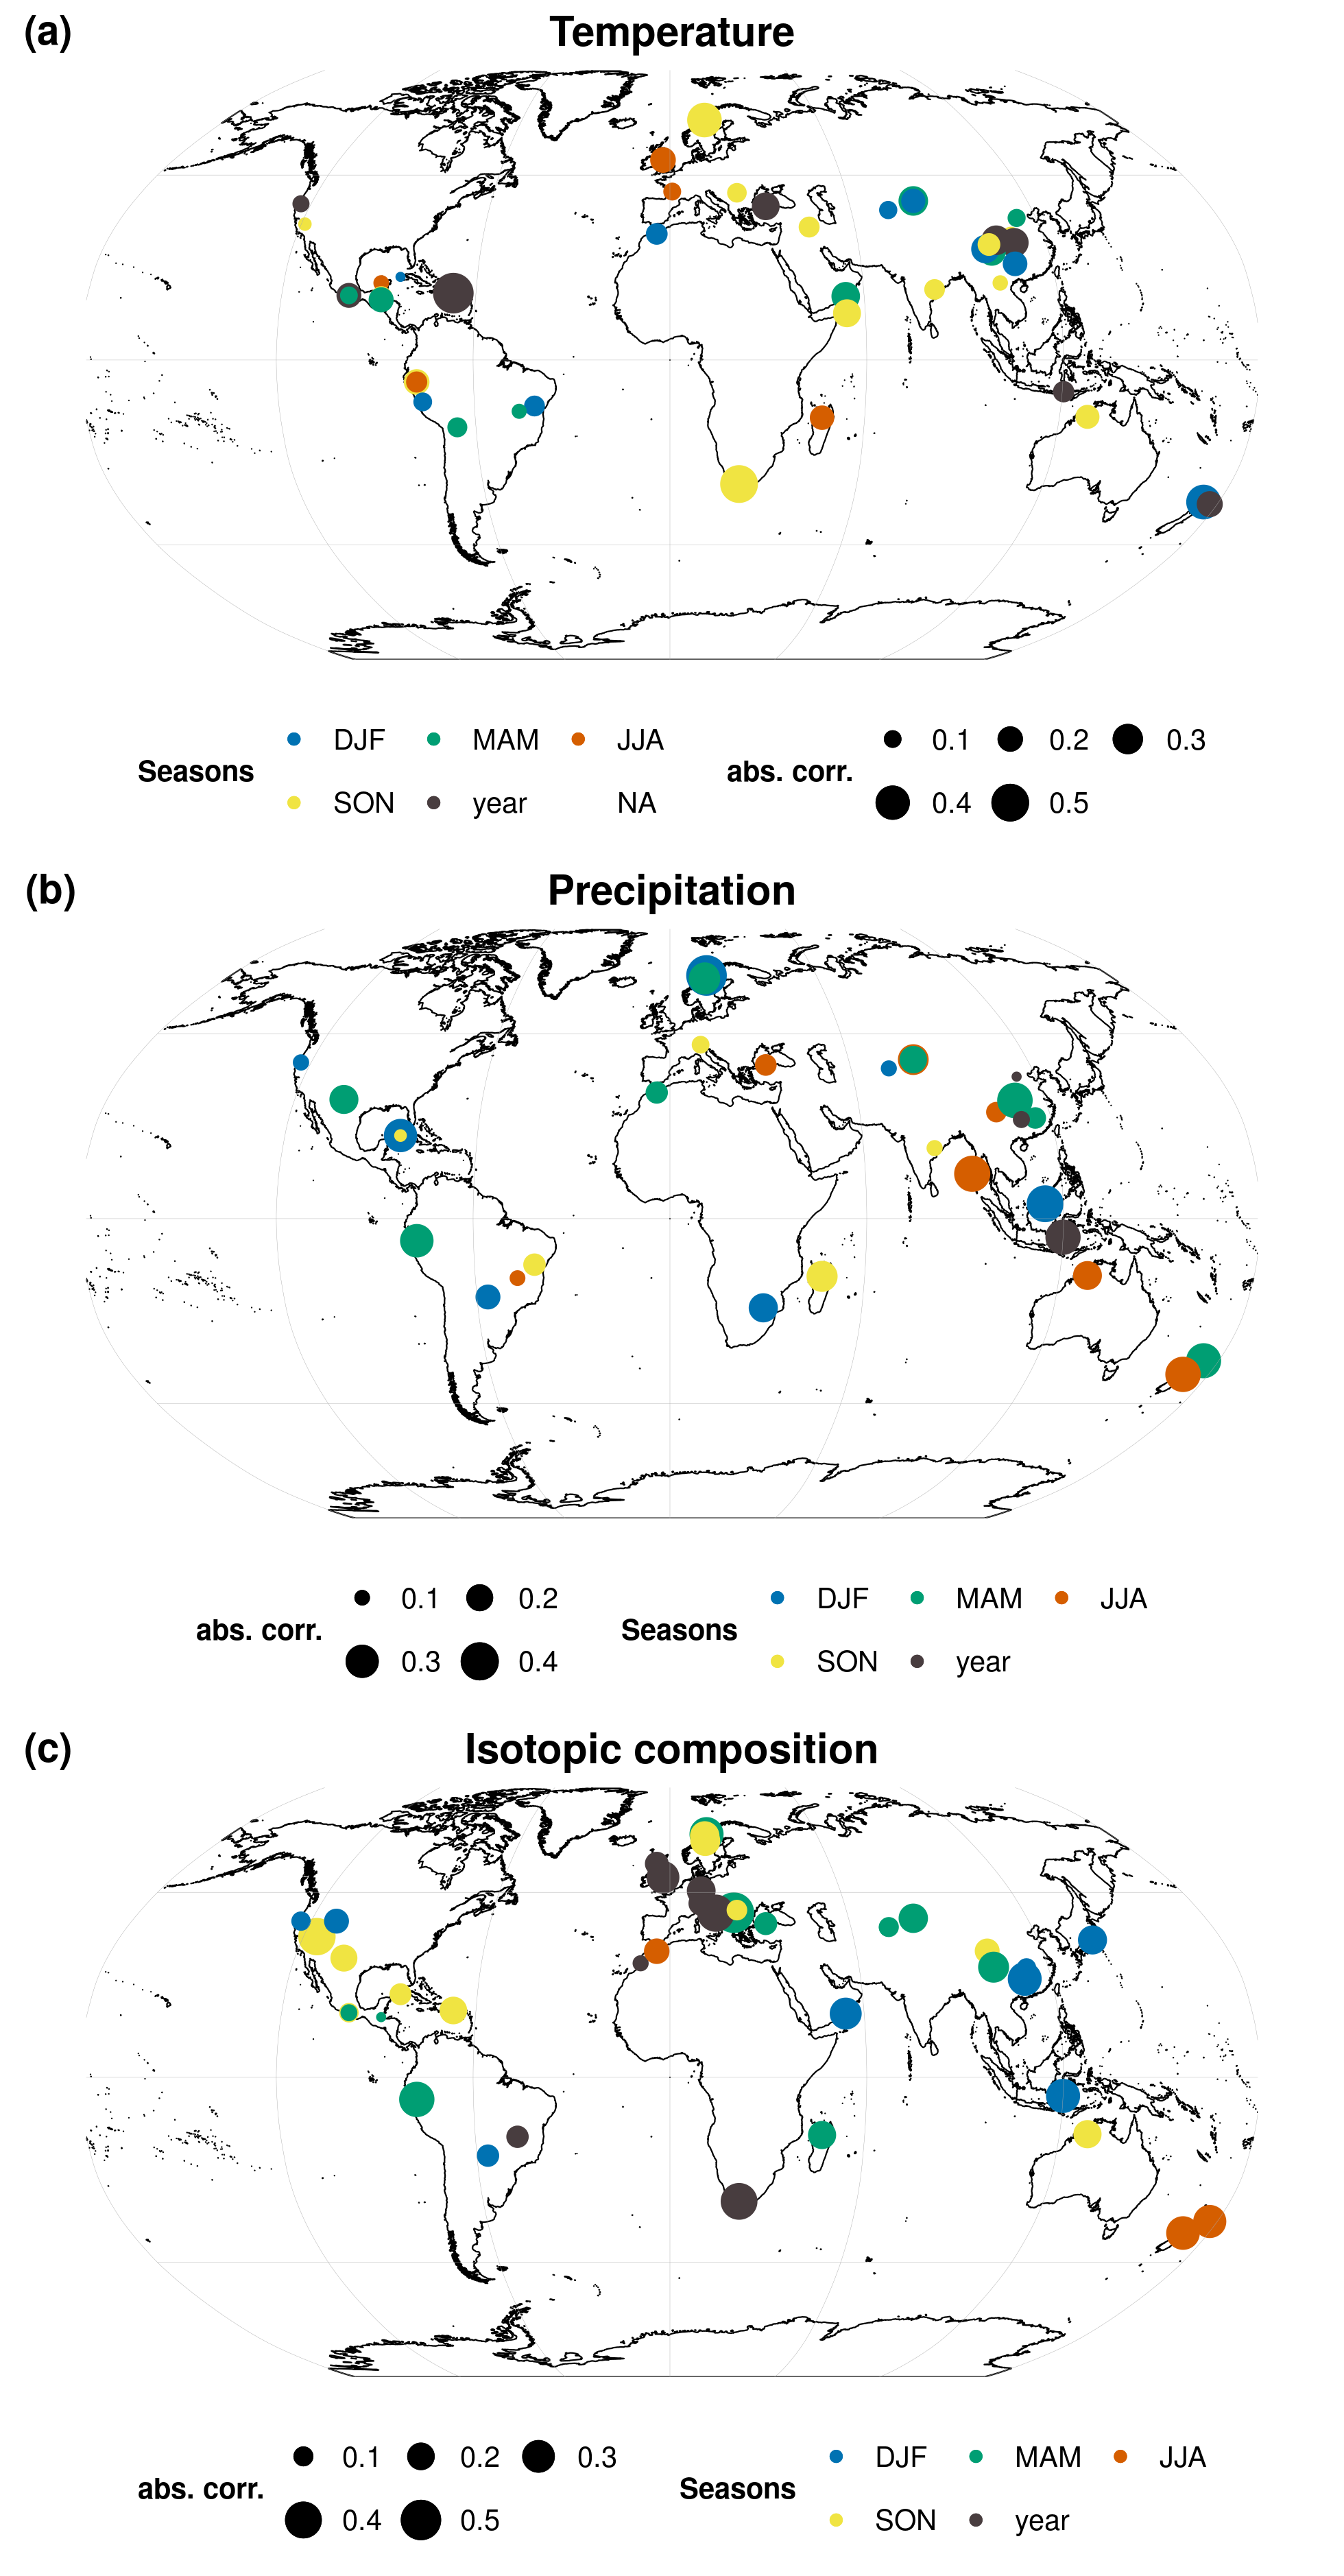 (a) Temperature
DJF MAM JJA 0.1 0.2 0.3
Seasons abs. corr.
SON year NA 0.4 0.5
(b) Precipitation
0.1 0.2 DJF MAM JJA
abs. corr. Seasons
0.3 0.4 SON year
(c) Isotopic composition
0.1 0.2 0.3 DJF MAM JJA
abs. corr. Seasons
0.4 0.5 SON year